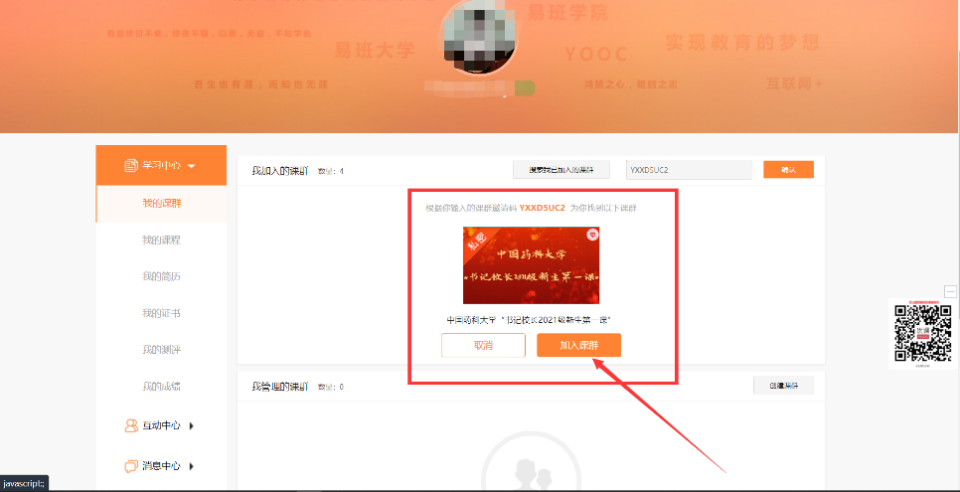 易班学院
易班大学
YOOC
实现教育的梦想
互联网+
学习中心
我的课群
我的课程
我的简历
我的证书
我的测评
我的成绩
互动中心
消息中心
我加入的课群 数量: 4
搜索我已加入的课群
YXXD5UC2
确认
根据你输入的课群邀请码 YXXD5UC2 为你找到以下课群
私密
中国药科大学
书记校长2021级新生第一课
中国药科大学“书记校长2021级新生第一课”
取消
加入课群
我管理的课群 数量: 0
创建课群
javascript:;